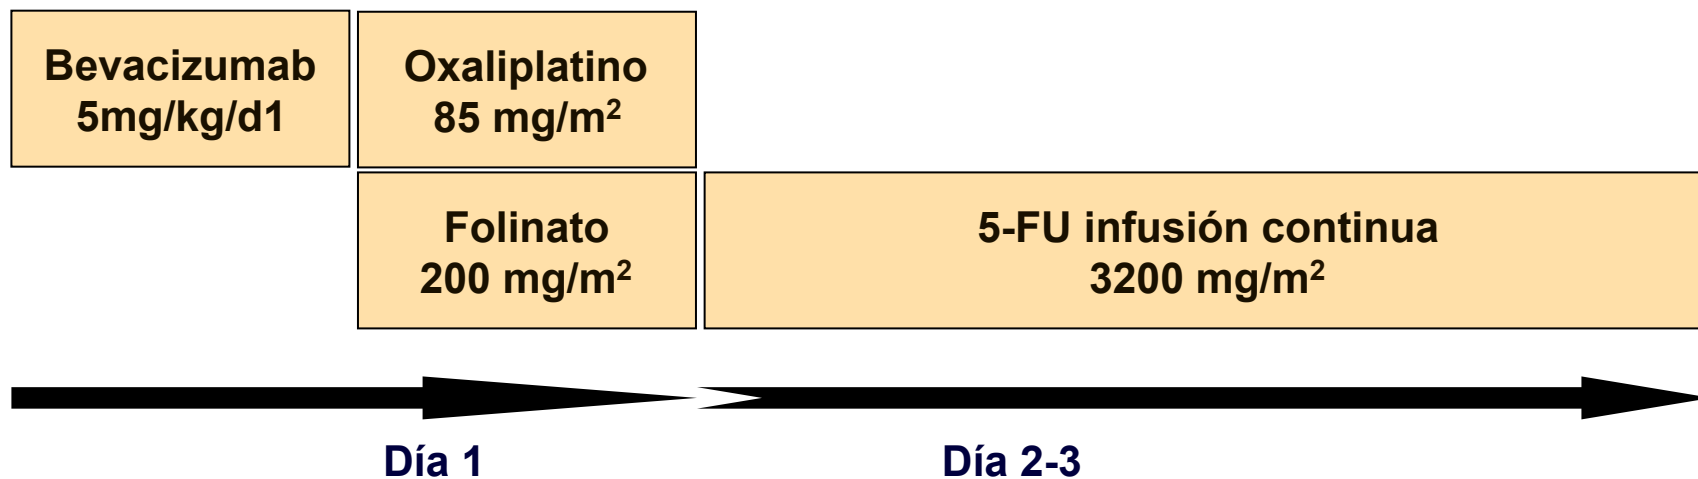 Bevacizumab
5mg/kg/d1
Oxaliplatino
85 mg/m²
Folinato
200 mg/m²
5-FU infusión continua
3200 mg/m²
Día 1
Día 2-3